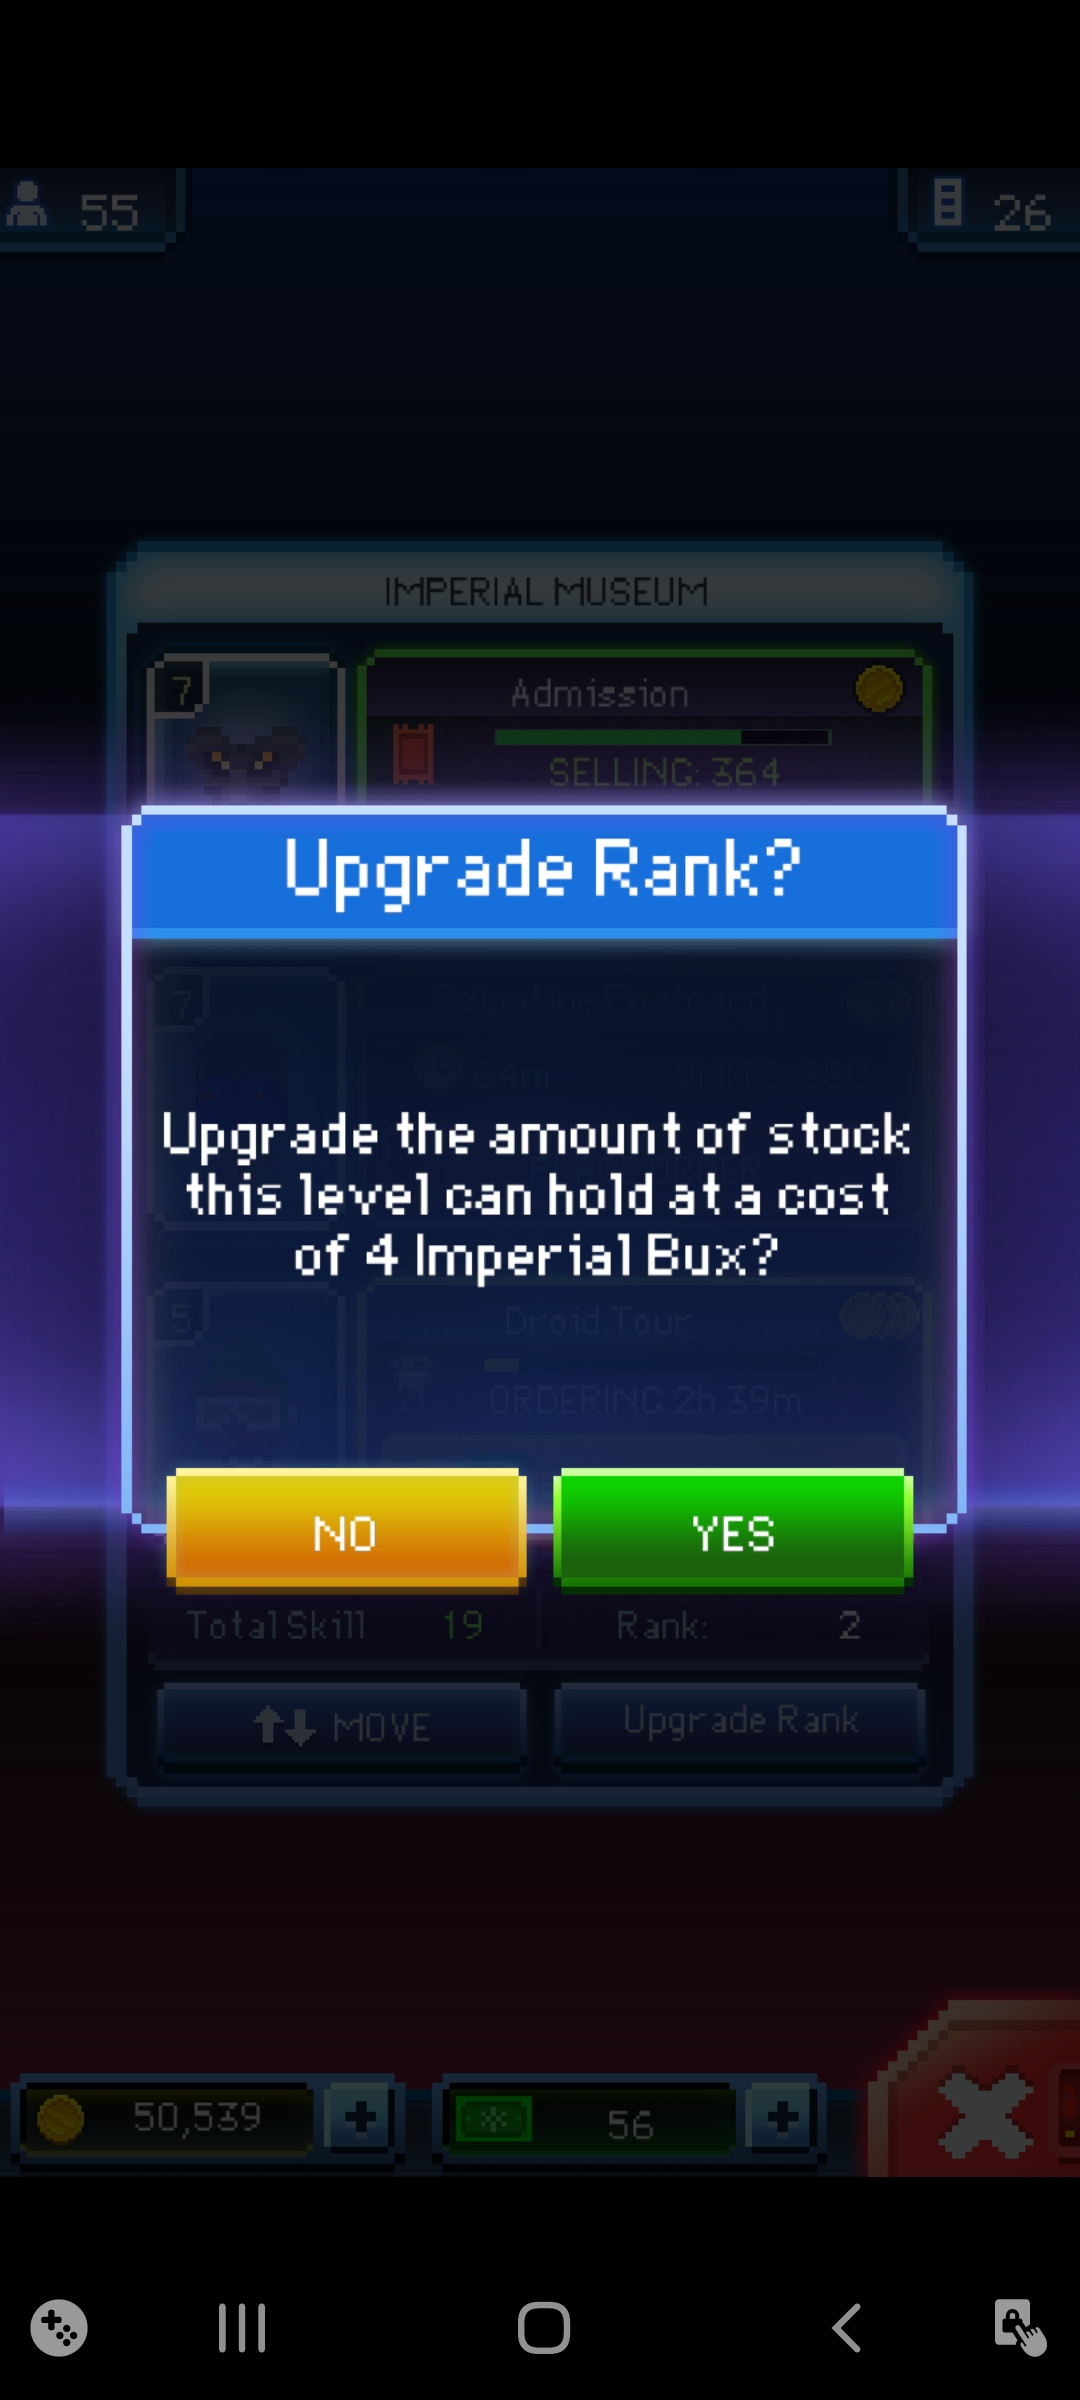 55
26
IMPERIAL MUSEUM
7
Admission
SELLING: 364
Upgrade Rank?
7
Palpatine Postcard
64m
UNITS: 880
Upgrade the amount of stock
this level can hold at a cost
of 4 Imperial Bux?
5
Droid Tour
ORDERING 2h 39m
NO
YES
Total Skill 19
Rank: 2
MOVE
Upgrade Rank
50,539
56